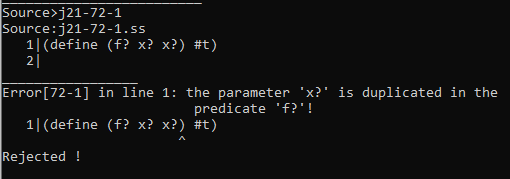 Source>j21-72-1
Source:j21-72-1.ss
   1|(define (f? x? x?) #t)
   2|
_________________
Error[72-1] in line 1: the parameter 'x?' is duplicated in the
                         predicate 'f?'!
   1|(define (f? x? x?) #t)
                       ^
Rejected !